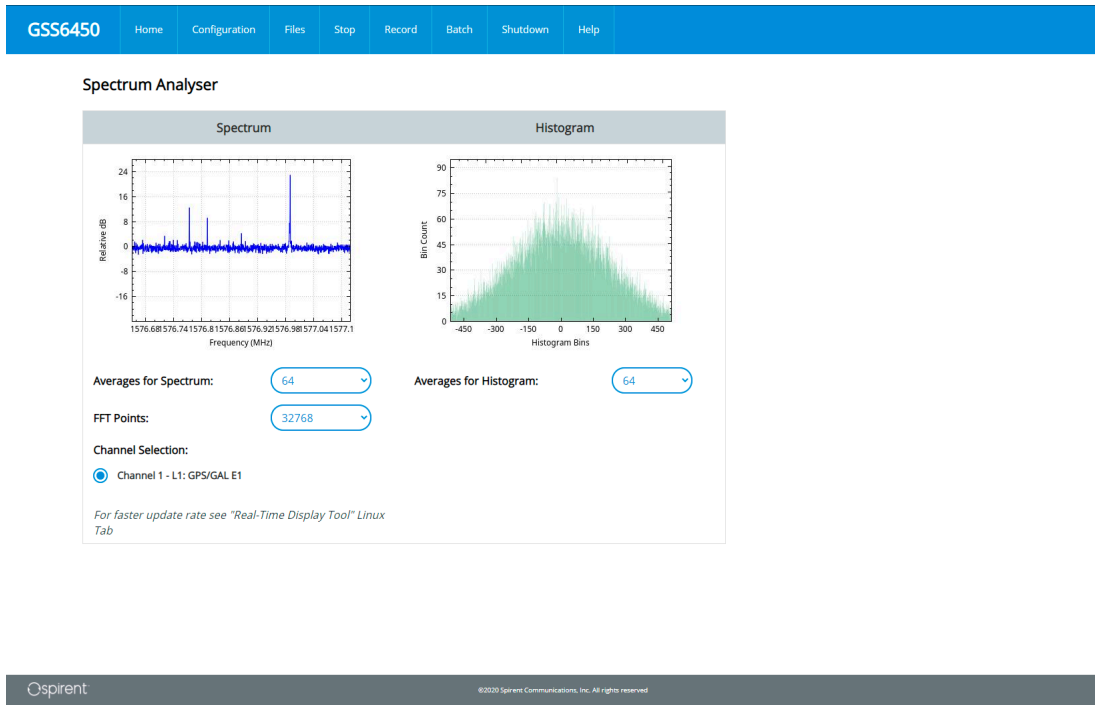 GSS6450 Home Configuration Files Stop Record Batch Shutdown Help
Spectrum Analyser
Spectrum Histogram
24
16
8
0
-8
-16
Relative dB
1576.68 1576.74 1576.8 1576.86 1576.92 1576.98 1577.04 1577.1
Frequency (MHz)
90
75
60
45
30
15
0
Bin Count
-450 -300 -150 0 150 300 450
Histogram Bins
Averages for Spectrum: 64 Averages for Histogram: 64
FFT Points: 32768
Channel Selection:
Channel 1 - L1: GPS/GAL E1
For faster update rate see "Real-Time Display Tool" Linux
Tab
spirent ©2020 Spirent Communications, Inc. All rights reserved